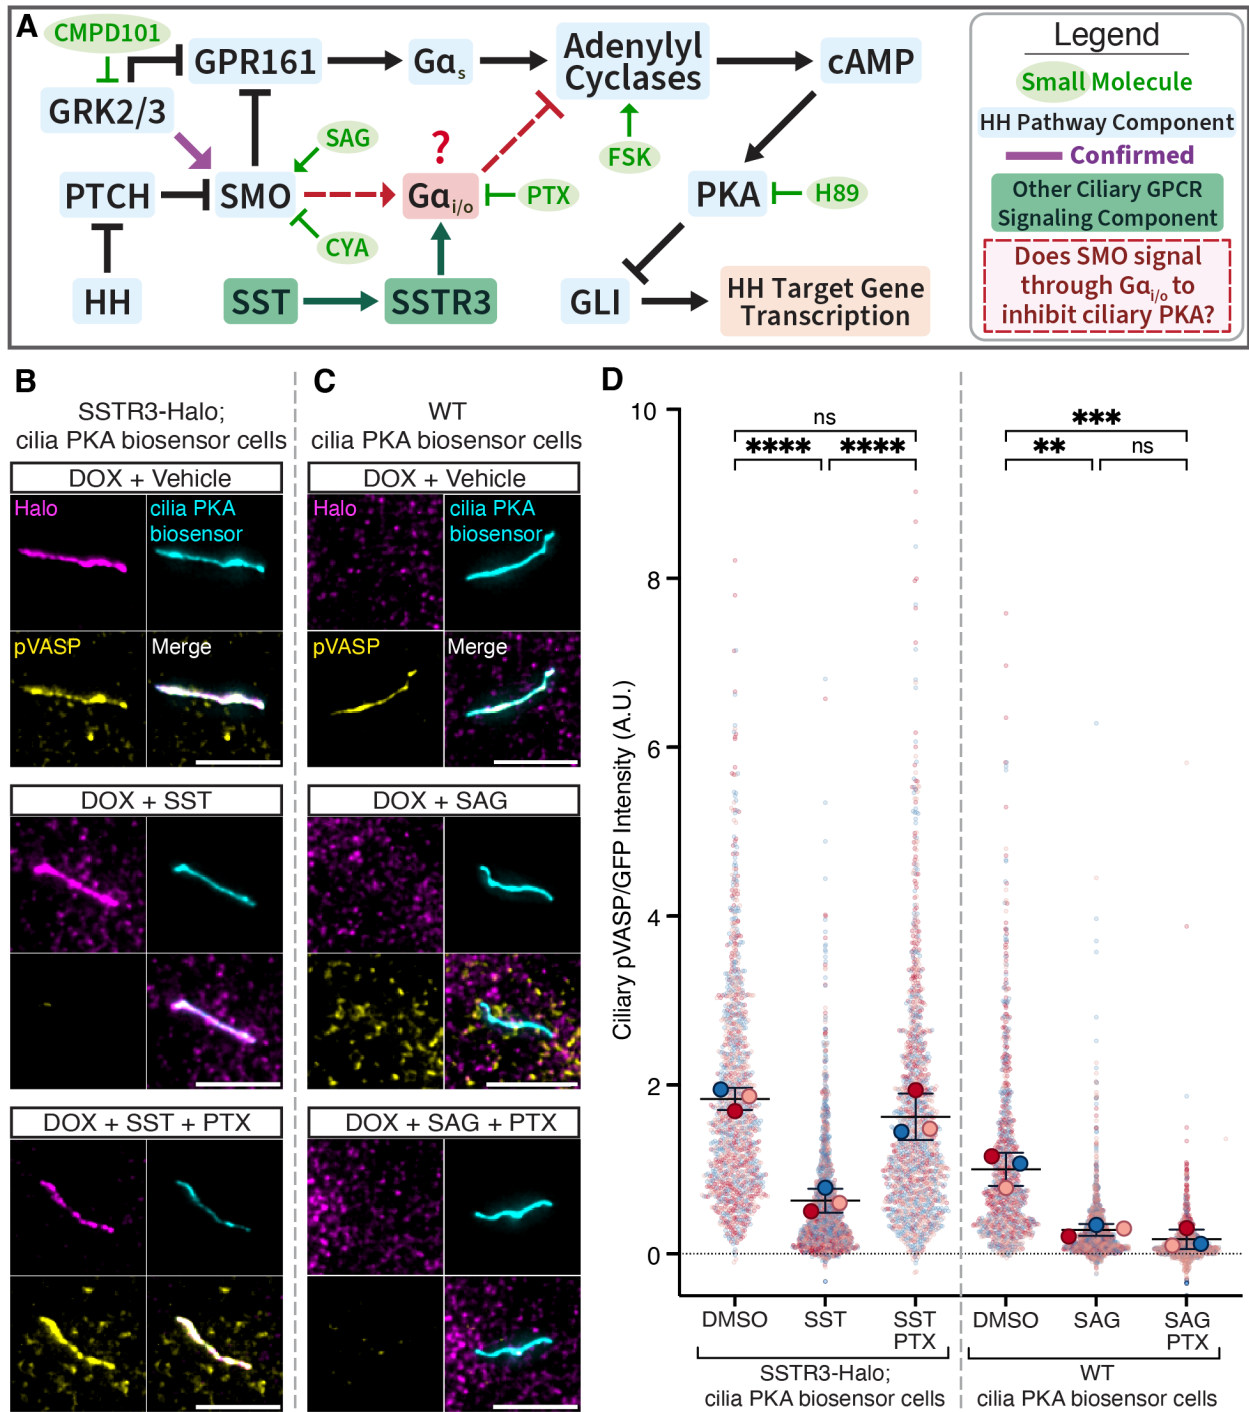 A
CMPD101
GPR161
Gαs
Adenylyl
Cyclases
cAMP
GRK2/3
SAG
?
FSK
PTCH
SMO
Gαi/o
PTX
PKA
H89
CYA
HH
SST
SSTR3
GLI
HH Target Gene
Transcription
Legend
Small Molecule
HH Pathway Component
Confirmed
Other Ciliary GPCR
Signaling Component
Does SMO signal
through Gαi/o to
inhibit ciliary PKA?
B
SSTR3-Halo;
cilia PKA biosensor cells
DOX + Vehicle
Halo
cilia PKA
biosensor
pVASP
Merge
DOX + SST
DOX + SST + PTX
C
WT
cilia PKA biosensor cells
DOX + Vehicle
Halo
cilia PKA
biosensor
pVASP
Merge
DOX + SAG
DOX + SAG + PTX
D
Ciliary pVASP/GFP Intensity (A.U.)
10
8
6
4
2
0
ns
**** ****
***
** ns
DMSO
SST
SST
PTX
DMSO
SAG
SAG
PTX
SSTR3-Halo;
cilia PKA biosensor cells
WT
cilia PKA biosensor cells